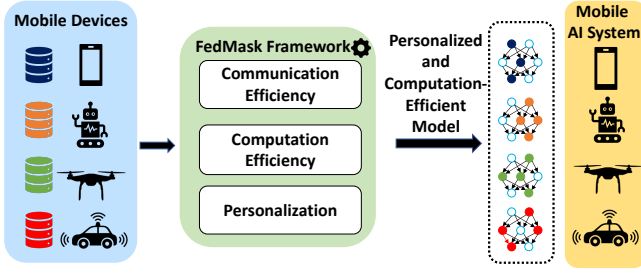 Mobile Devices
FedMask Framework
Communication
Efficiency
Computation
Efficiency
Personalization
Personalized
and
Computation-
Efficient
Model
Mobile
AI System